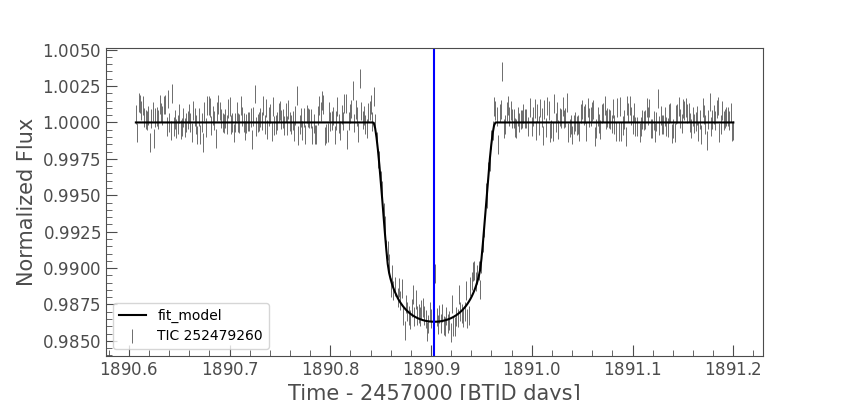 1.0050
1.0025
1.0000
0.9975
0.9950
0.9925
0.9900
0.9875
0.9850
Normalized Flux
fit_model
TIC 252479260
1890.6 1890.7 1890.8 1890.9 1891.0 1891.1 1891.2
Time - 2457000 [BTJD days]